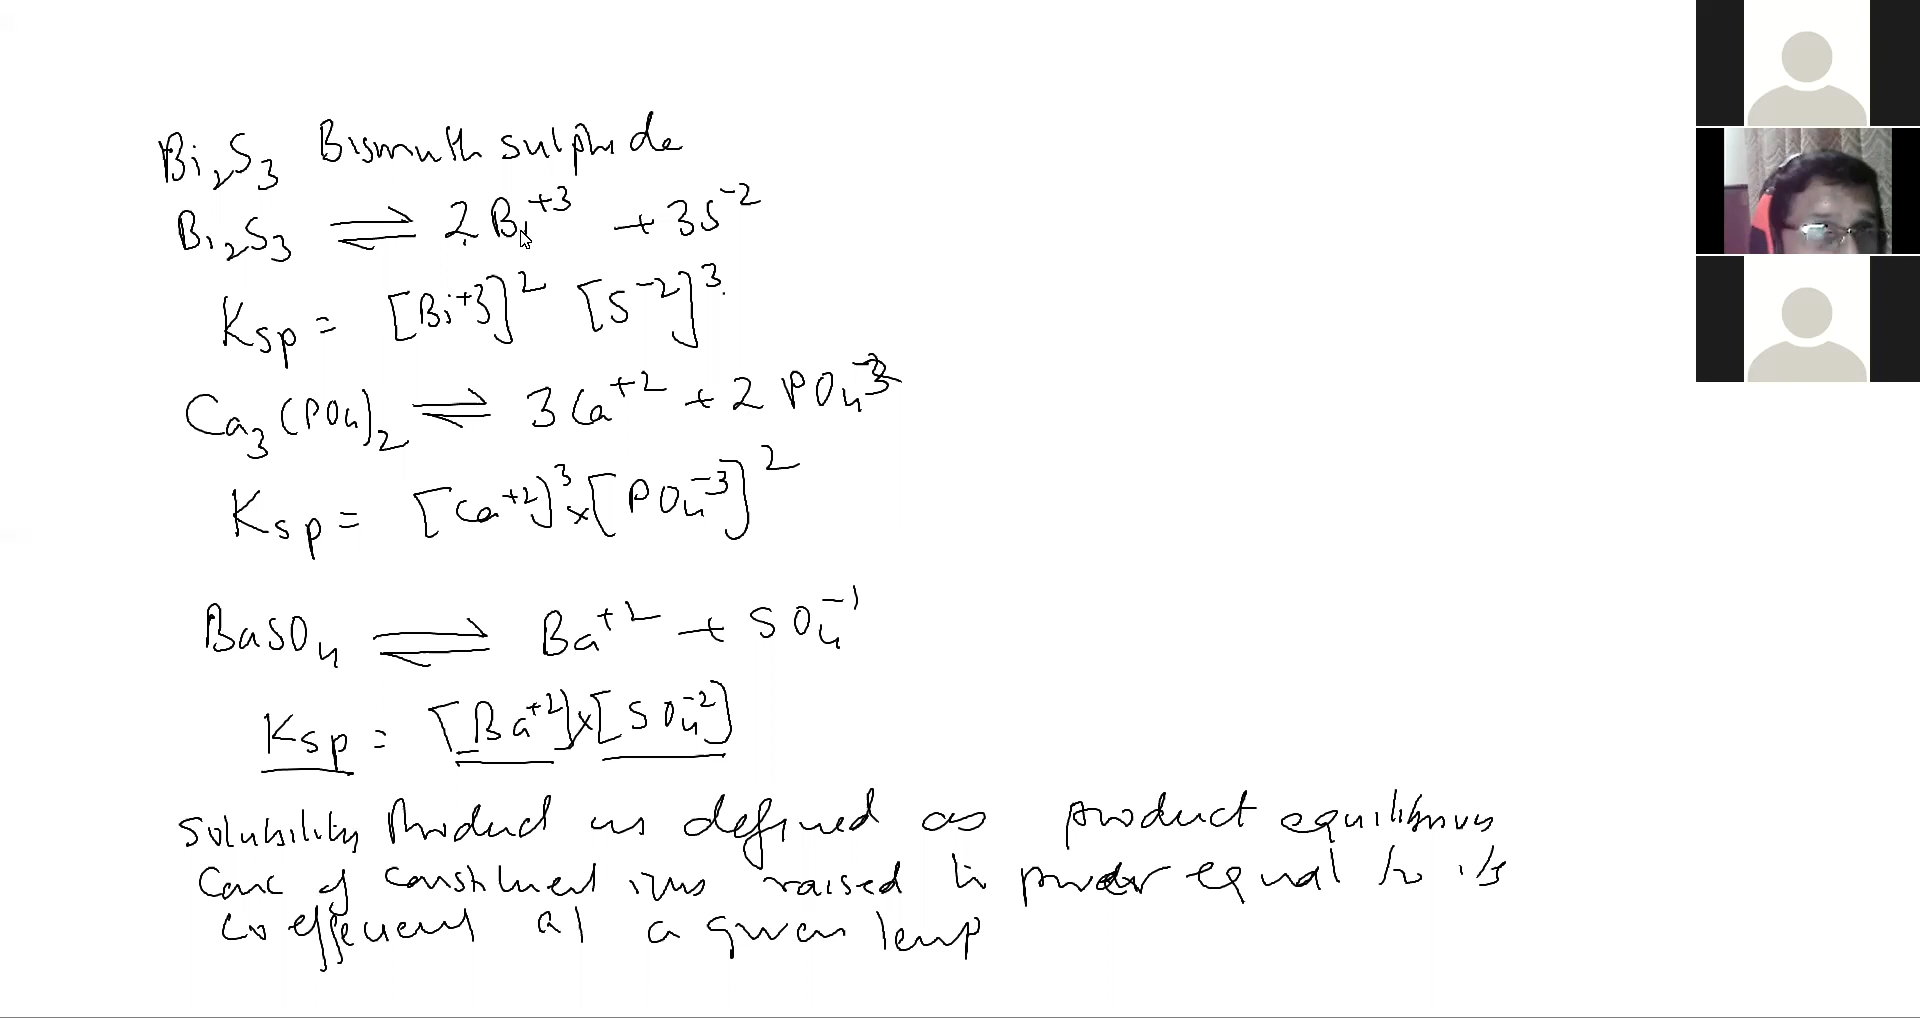 Bi₂S₃ Bismuth sulphide
Bi₂S₃ ⇌ 2 Bi⁺³ + 3S⁻²
Ksp = [Bi⁺³]² [S⁻²]³
Ca₃(PO₄)₂ ⇌ 3 Ca⁺² + 2 PO₄⁻³
Ksp = [Ca⁺²]³ × [PO₄⁻³]²
BaSO₄ ⇌ Ba⁺² + SO₄⁻¹
Ksp = [Ba⁺²] × [SO₄⁻²]
Solubility Product is defined as product equilibrium
Conc of constituent ions raised to power equal to its
coefficient at a given temp